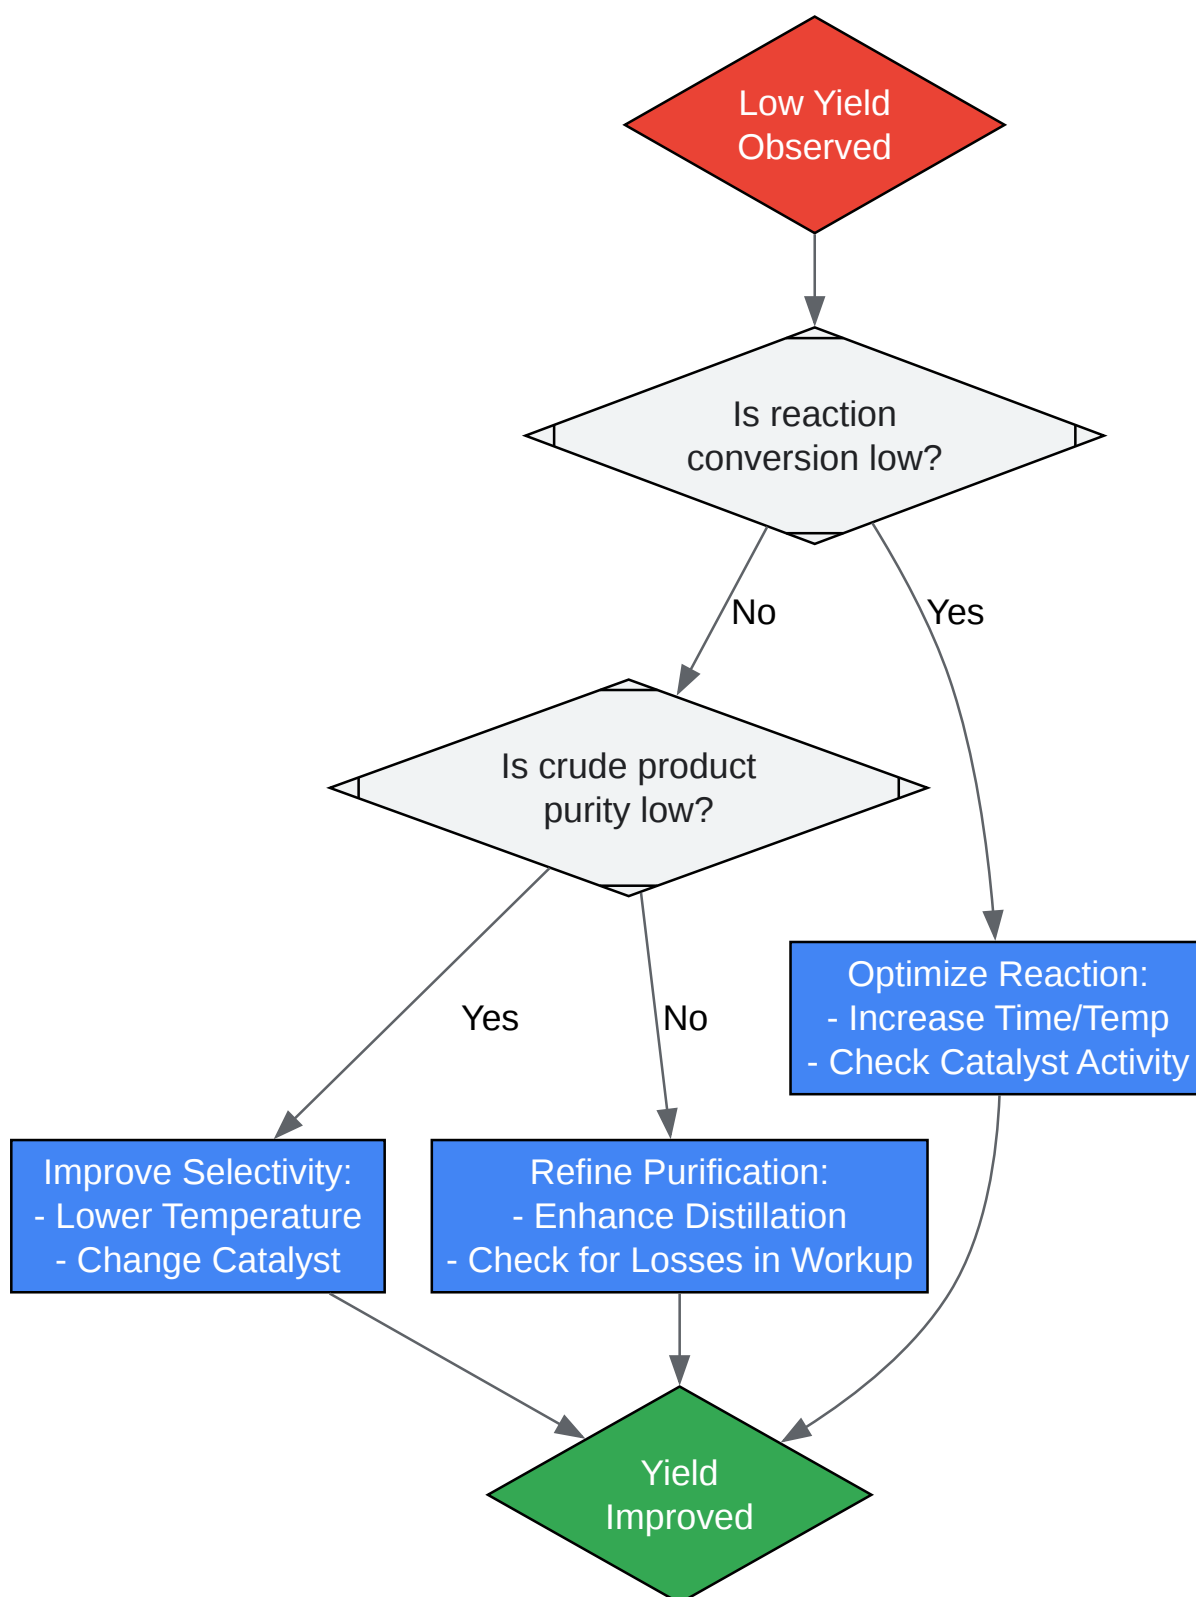 Low Yield
Observed
Is reaction
conversion low?
No
Yes
Is crude product
purity low?
Yes
No
Optimize Reaction:
- Increase Time/Temp
- Check Catalyst Activity
Improve Selectivity:
- Lower Temperature
- Change Catalyst
Refine Purification:
- Enhance Distillation
- Check for Losses in Workup
Yield
Improved